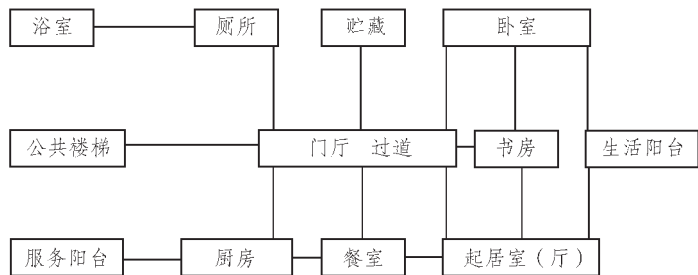 浴室 厕所 贮藏 卧室
公共楼梯 门厅 过道 书房 生活阳台
服务阳台 厨房 餐室 起居室（厅）